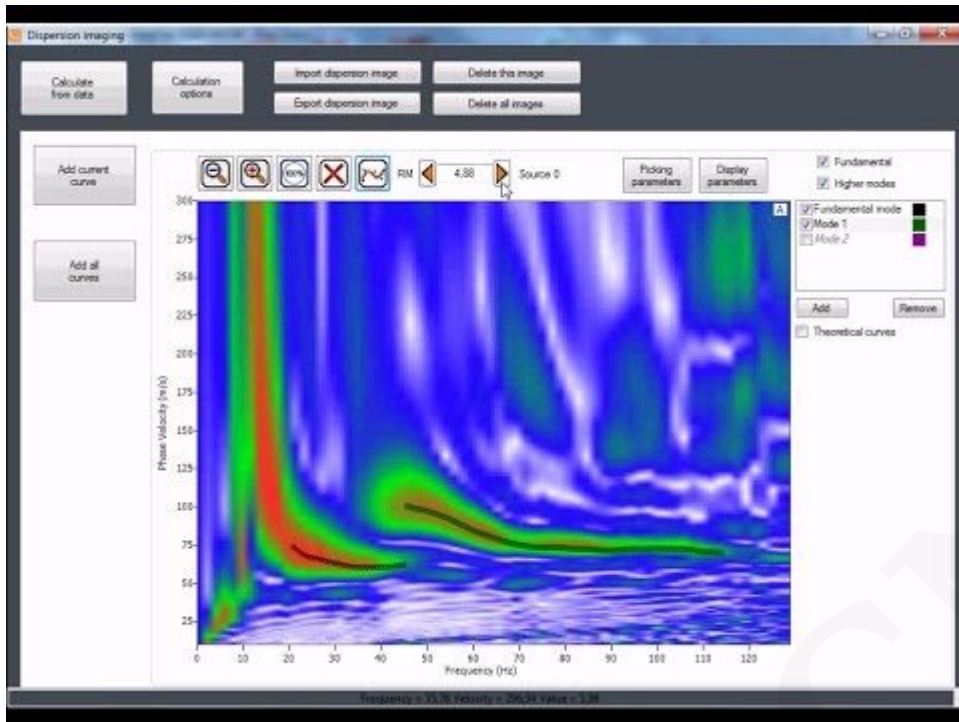 Dispersion imaging
Calculate
from data
Calculation
options
Import dispersion image
Export dispersion image
Delete this image
Delete all images
Add current
curve
Add all
curves
100%
RM
4,88
Source 0
Picking
parameters
Display
parameters
Fundamental
Higher modes
A
Fundamental mode
Mode 1
Mode 2
Add
Remove
Theoretical curves
Phase Velocity (m/s)
300
275
250
225
200
175
150
125
100
75
50
25
0 10 20 30 40 50 60 70 80 90 100 110 120
Frequency (Hz)